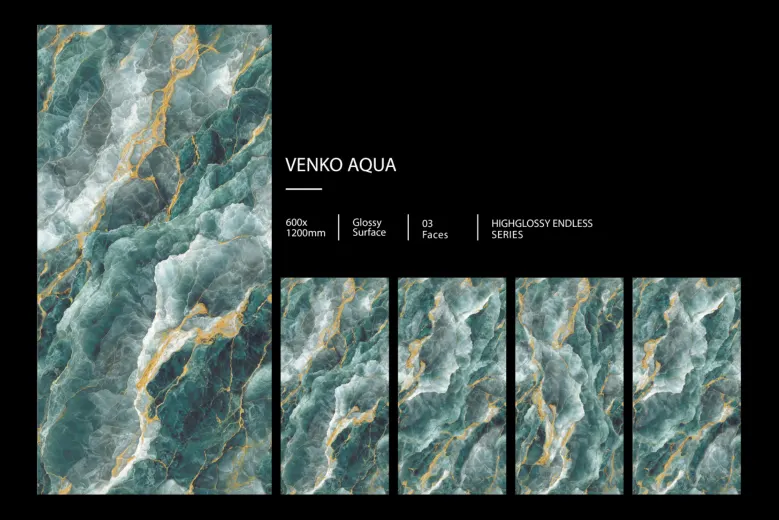 VENKO AQUA
600x
1200mm
Glossy
Surface
03
Faces
HIGHGLOSSY ENDLESS
SERIES